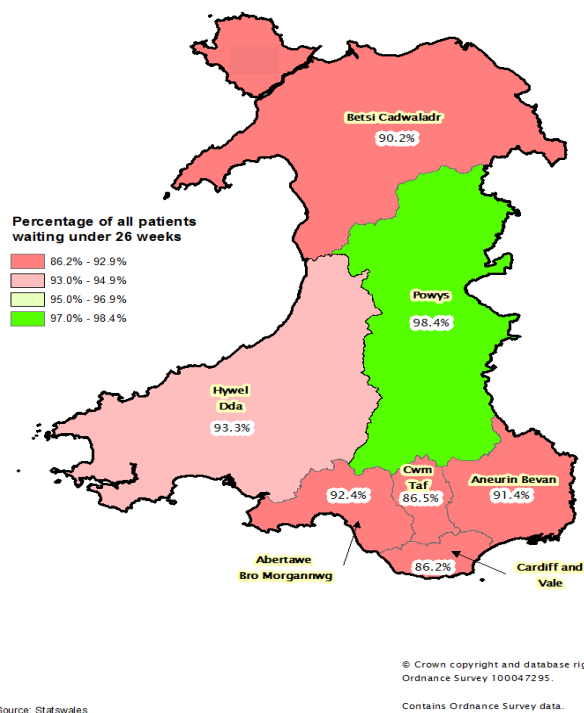 Betsi Cadwaladr
90.2%
Percentage of all patients
waiting under 26 weeks
86.2% - 92.9%
93.0% - 94.9%
95.0% - 96.9%
97.0% - 98.4%
Powys
98.4%
Hywel
Dda
93.3%
Cwm
Taf
86.5%
Aneurin Bevan
91.4%
92.4%
Abertawe
Bro Morgannwg
86.2%
Cardiff and
Vale
© Crown copyright and database rig
Ordnance Survey 100047295.
Contains Ordnance Survey data.
Source: Statswales